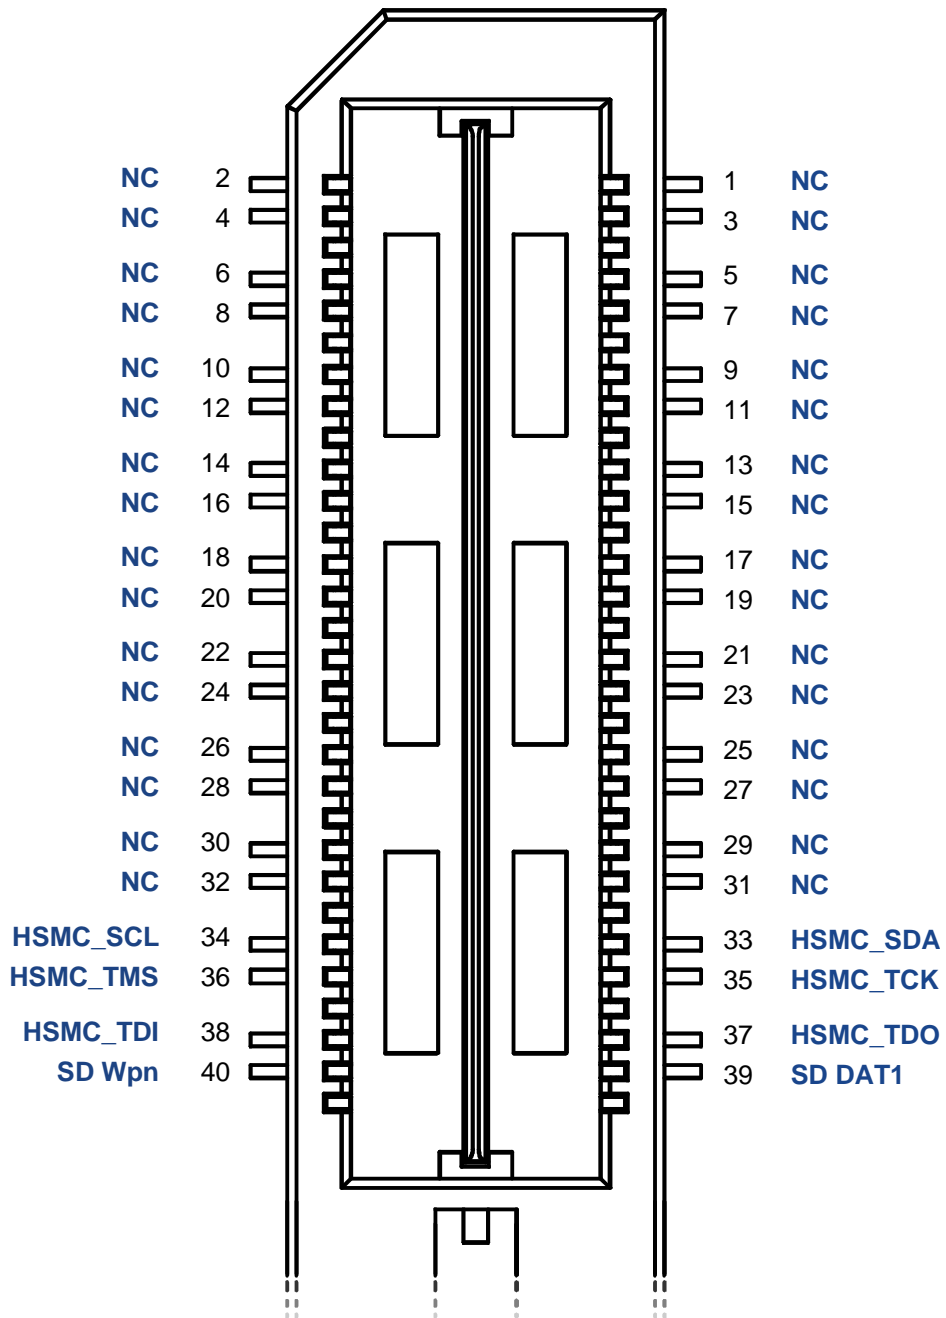 NC 2 1 NC
NC 4 3 NC
NC 6 5 NC
NC 8 7 NC
NC 10 9 NC
NC 12 11 NC
NC 14 13 NC
NC 16 15 NC
NC 18 17 NC
NC 20 19 NC
NC 22 21 NC
NC 24 23 NC
NC 26 25 NC
NC 28 27 NC
NC 30 29 NC
NC 32 31 NC
HSMC_SCL 34 33 HSMC_SDA
HSMC_TMS 36 35 HSMC_TCK
HSMC_TDI 38 37 HSMC_TDO
SD Wpn 40 39 SD DAT1